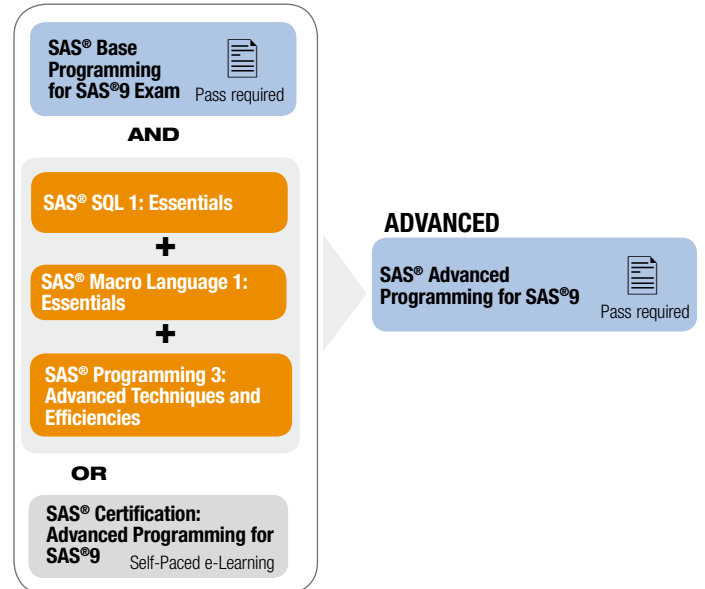 SAS® Base
Programming
for SAS®9 Exam
Pass required
AND
SAS® SQL 1: Essentials
+
SAS® Macro Language 1:
Essentials
+
SAS® Programming 3:
Advanced Techniques and
Efficiencies
OR
SAS® Certification:
Advanced Programming for
SAS®9 Self-Paced e-Learning
ADVANCED
SAS® Advanced
Programming for SAS®9
Pass required